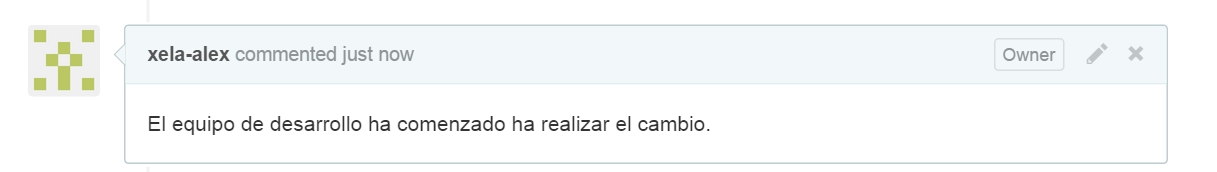 xela-alex commented just now Owner
El equipo de desarrollo ha comenzado ha realizar el cambio.